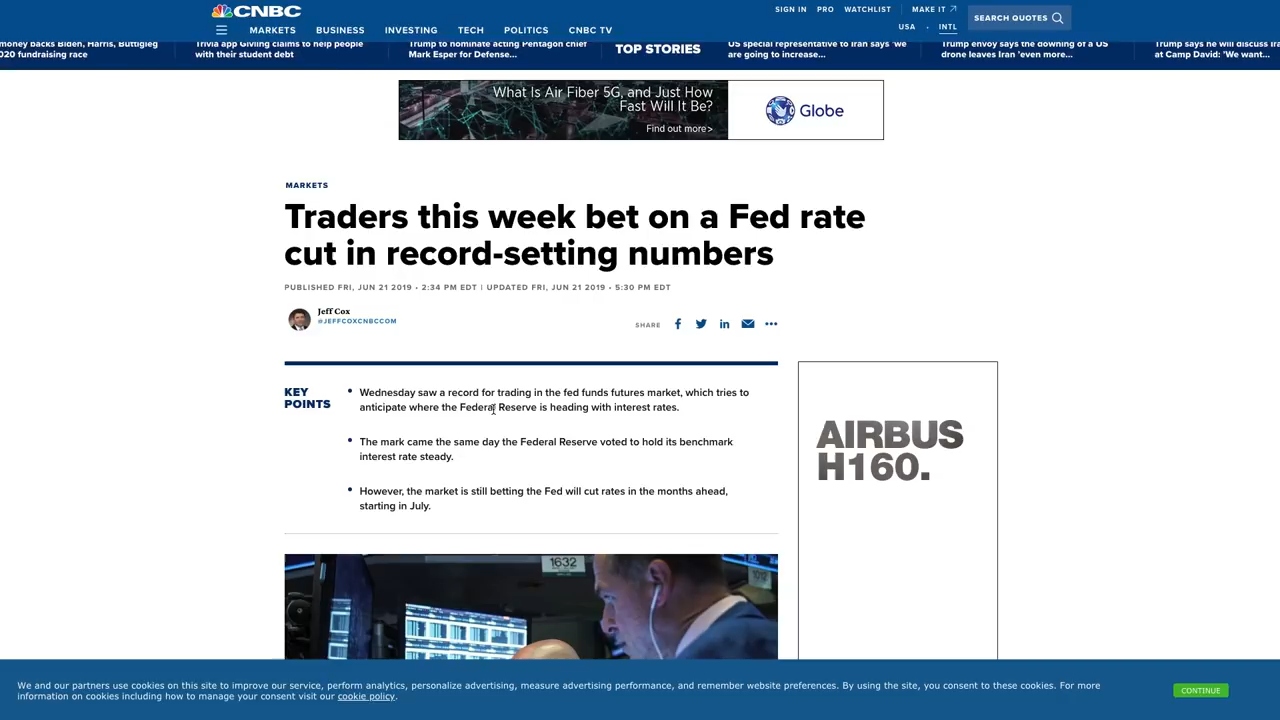 CNBC
SIGN IN PRO WATCHLIST MAKE IT
SEARCH QUOTES
MARKETS BUSINESS INVESTING TECH POLITICS CNBC TV
USA · INTL
money backs Biden, Harris, Buttigieg
020 fundraising race
Trivia app Givling claims to help people
with their student debt
Trump to nominate acting Pentagon chief
Mark Esper for Defense...
TOP STORIES
US special representative to Iran says 'we
are going to increase...
Trump envoy says the downing of a US
drone leaves Iran 'even more...
Trump says he will discuss Ira
at Camp David: 'We want...
What Is Air Fiber 5G, and Just How
Fast Will It Be?
Find out more>
Globe
MARKETS
Traders this week bet on a Fed rate
cut in record-setting numbers
PUBLISHED FRI, JUN 21 2019 • 2:34 PM EDT | UPDATED FRI, JUN 21 2019 • 5:30 PM EDT
Jeff Cox
@JEFFCOXCNBCCOM
SHARE
KEY
POINTS
• Wednesday saw a record for trading in the fed funds futures market, which tries to
anticipate where the Federal Reserve is heading with interest rates.
• The mark came the same day the Federal Reserve voted to hold its benchmark
interest rate steady.
• However, the market is still betting the Fed will cut rates in the months ahead,
starting in July.
AIRBUS
H160.
1632
1012
We and our partners use cookies on this site to improve our service, perform analytics, personalize advertising, measure advertising performance, and remember website preferences. By using the site, you consent to these cookies. For more
information on cookies including how to manage your consent visit our cookie policy.
CONTINUE